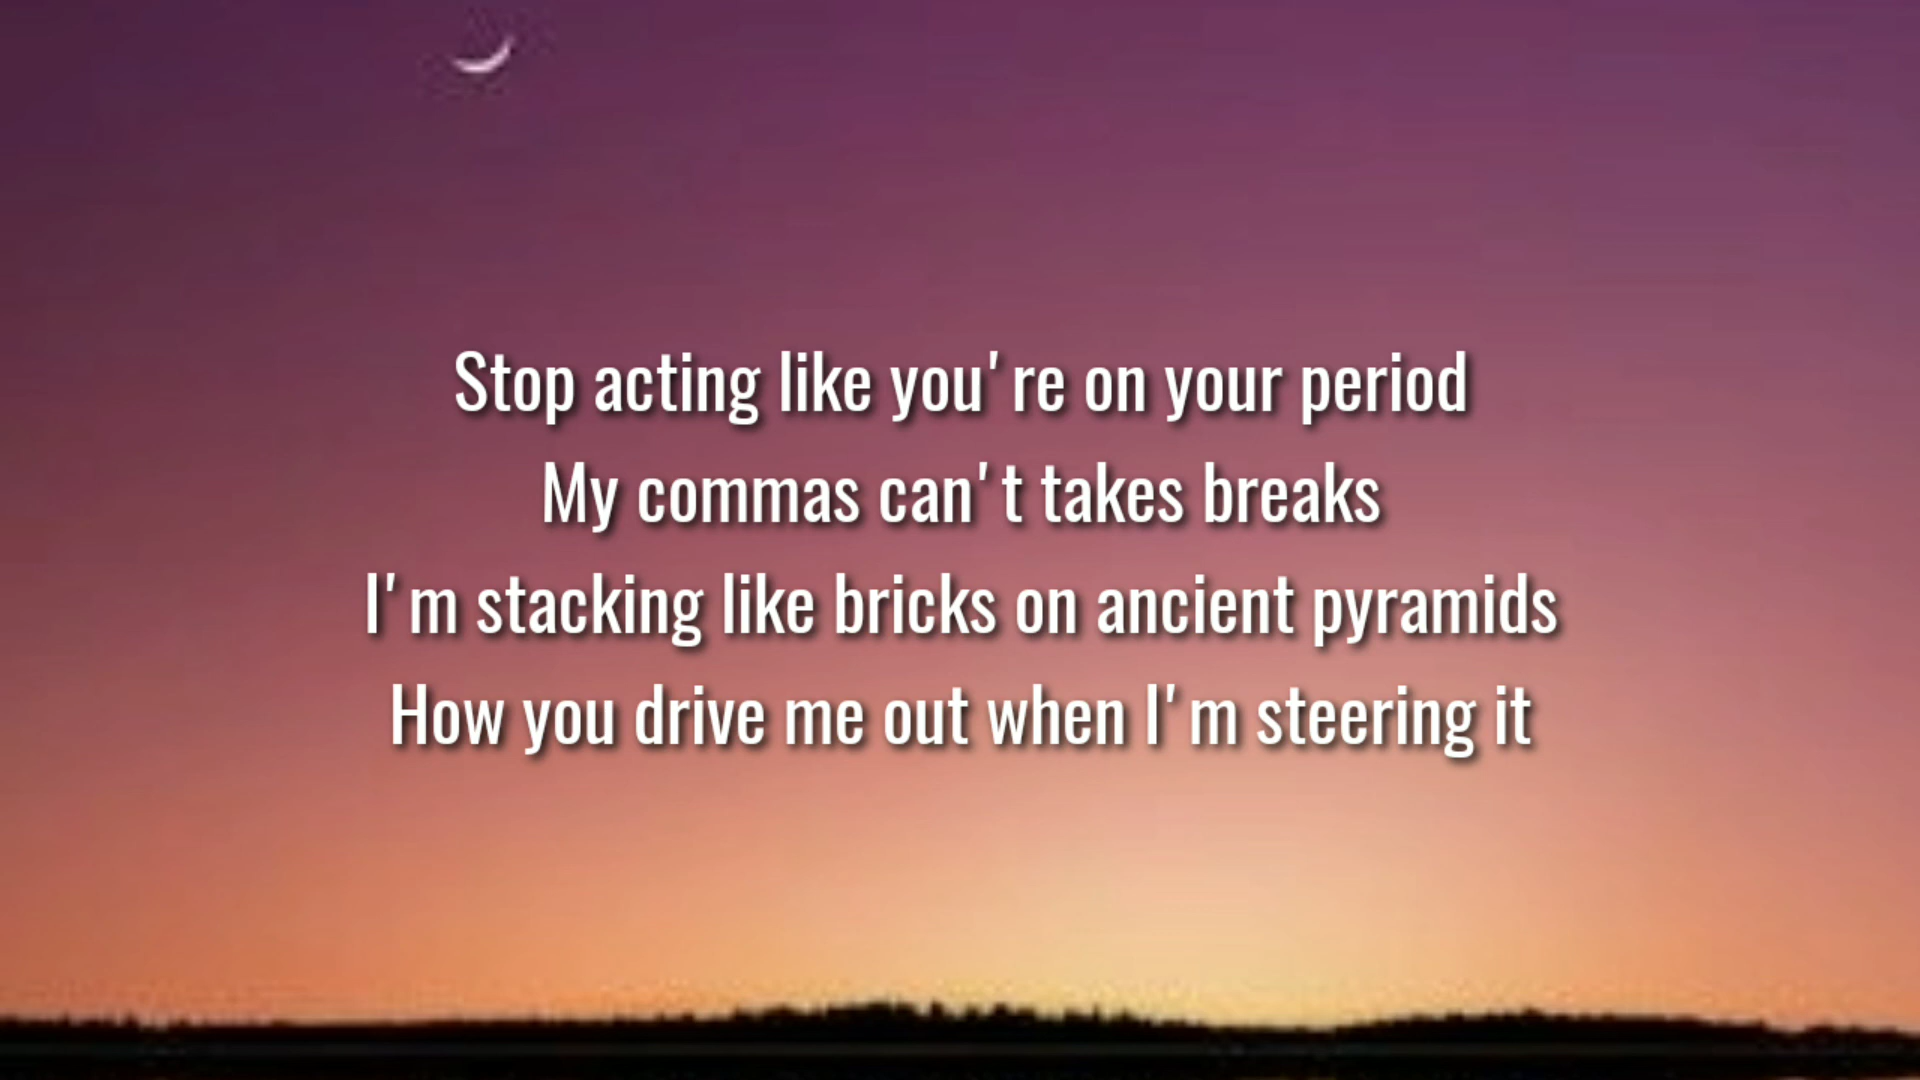 Stop acting like you're on your period
My commas can't takes breaks
I'm stacking like bricks on ancient pyramids
How you drive me out when I'm steering it